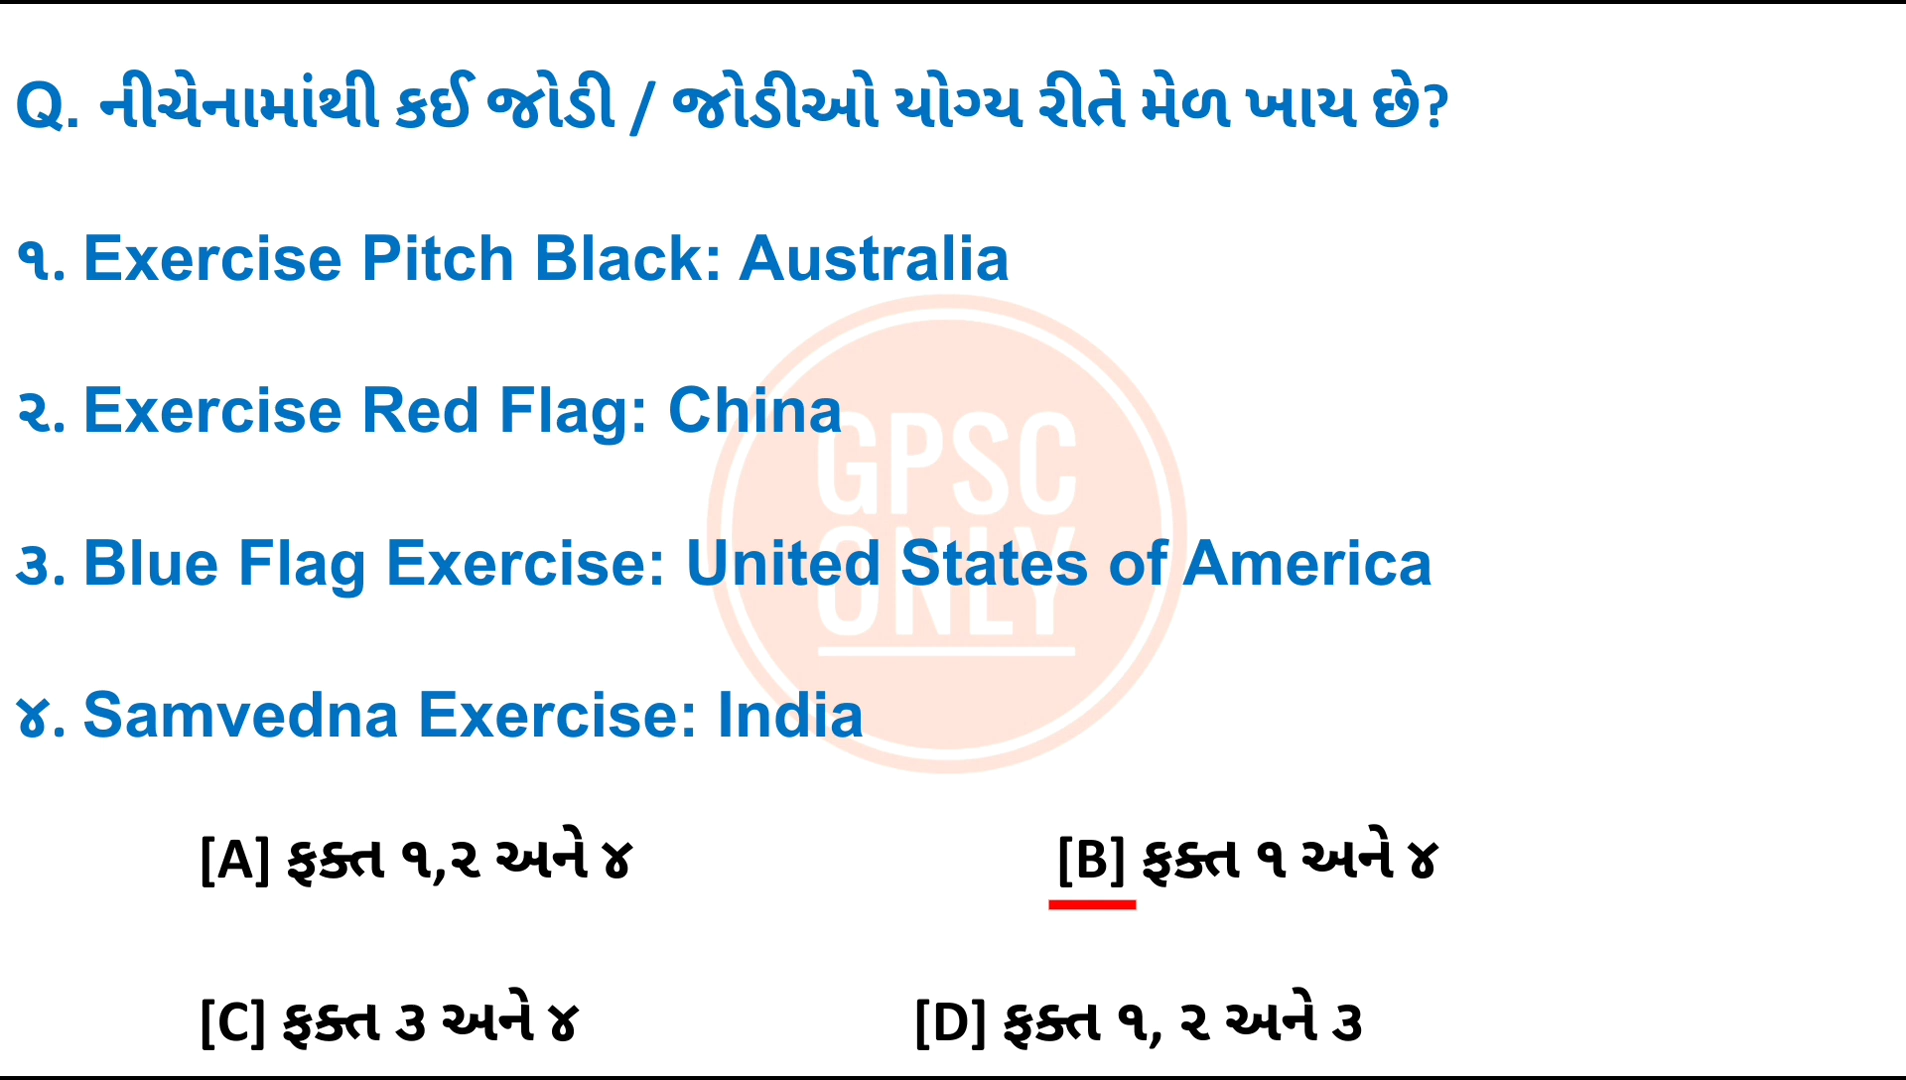 Q. નીચેનામાંથી કઈ જોડી / જોડીઓ યોગ્ય રીતે મેળ ખાય છે?
૧. Exercise Pitch Black: Australia
૨. Exercise Red Flag: China
GPSC
ONLY
૩. Blue Flag Exercise: United States of America
૪. Samvedna Exercise: India
[A] ફક્ત ૧,૨ અને ૪ [B] ફક્ત ૧ અને ૪
[C] ફક્ત ૩ અને ૪ [D] ફક્ત ૧, ૨ અને ૩